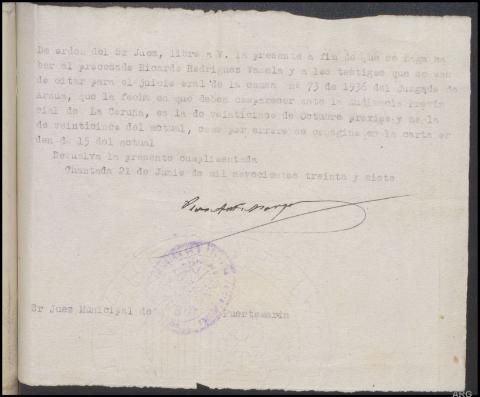 De orden del Sr Juez, libro a V. la presente a fin de que se haga sa
ber al procesado Ricardo Rodriguez Varela y a los testigos que se han
de citar para el juicio oral de la causa nº 73 de 1936 del Juzgado de
Arzua, que la fecha en que deben comparecer ante la Audiencia Provin
cial de La Coruña, es la de veinticinco de Octubre proximo y no la
de veinticinco del actual, como por errore se consigna en la carta or
den de 15 del actual
Devuelva la presente cumplimentada
Chantada 21 de Junio de mil novecientos treinta y siete
Sr Juez Municipal de Puertomarin
ARG